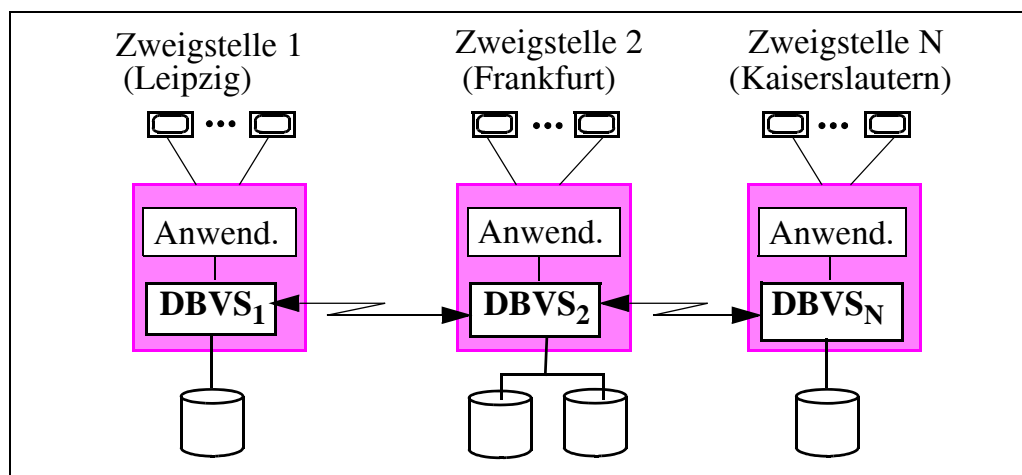 Zweigstelle 1
(Leipzig)
Zweigstelle 2
(Frankfurt)
Zweigstelle N
(Kaiserslautern)
Anwend.
Anwend.
Anwend.
DBVS1
DBVS2
DBVSN